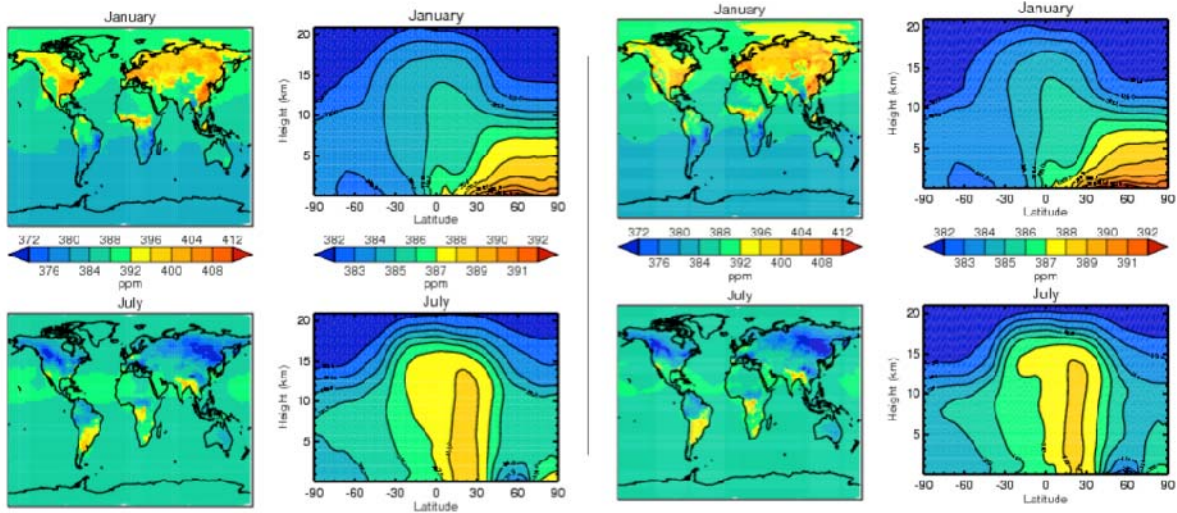 January
January
20
15
10
5
Height (km)
-90 -60 -30 0 30 60 90
Latitude
372 380 388 396 404 412
376 384 392 400 408
ppm
382 384 386 388 390 392
383 385 387 389 391
ppm
July
July
20
15
10
5
Height (km)
-90 -60 -30 0 30 60 90
Latitude
January
January
20
15
10
5
Height (km)
-90 -60 -30 0 30 60 90
Latitude
372 380 388 396 404 412
376 384 392 400 408
ppm
382 384 386 388 390 392
383 385 387 389 391
ppm
July
July
20
15
10
5
Height (km)
-90 -60 -30 0 30 60 90
Latitude